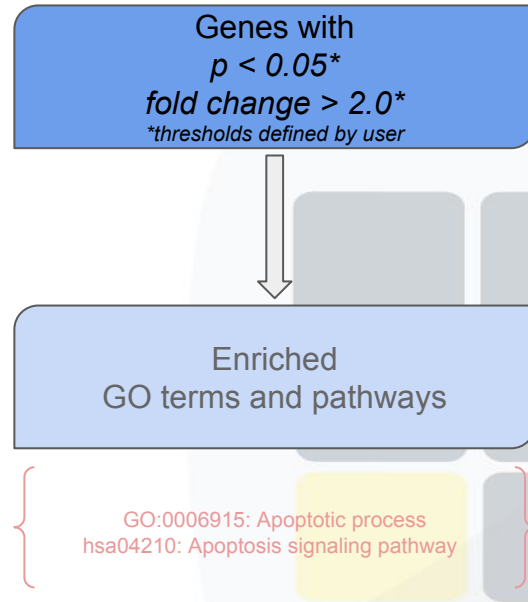 Genes with
p < 0.05*
fold change > 2.0*
*thresholds defined by user
Enriched
GO terms and pathways
GO:0006915: Apoptotic process
hsa04210: Apoptosis signaling pathway